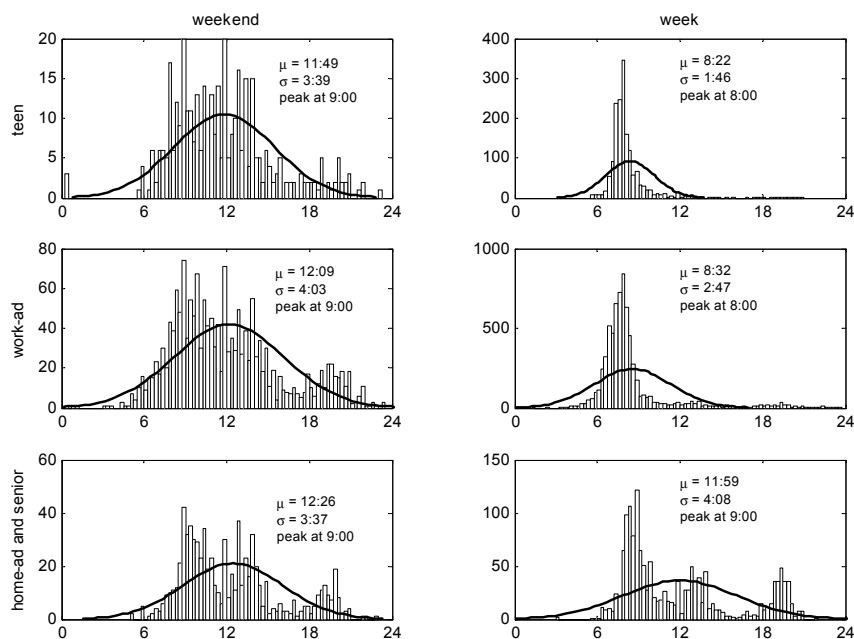 weekend
week
20
15
10
5
0
teen
μ = 11:49
σ = 3:39
peak at 9:00
0 6 12 18 24
400
300
200
100
0
μ = 8:22
σ = 1:46
peak at 8:00
0 6 12 18 24
80
60
40
20
0
work-ad
μ = 12:09
σ = 4:03
peak at 9:00
0 6 12 18 24
1000
500
0
μ = 8:32
σ = 2:47
peak at 8:00
0 6 12 18 24
60
40
20
0
home-ad and senior
μ = 12:26
σ = 3:37
peak at 9:00
0 6 12 18 24
150
100
50
0
μ = 11:59
σ = 4:08
peak at 9:00
0 6 12 18 24